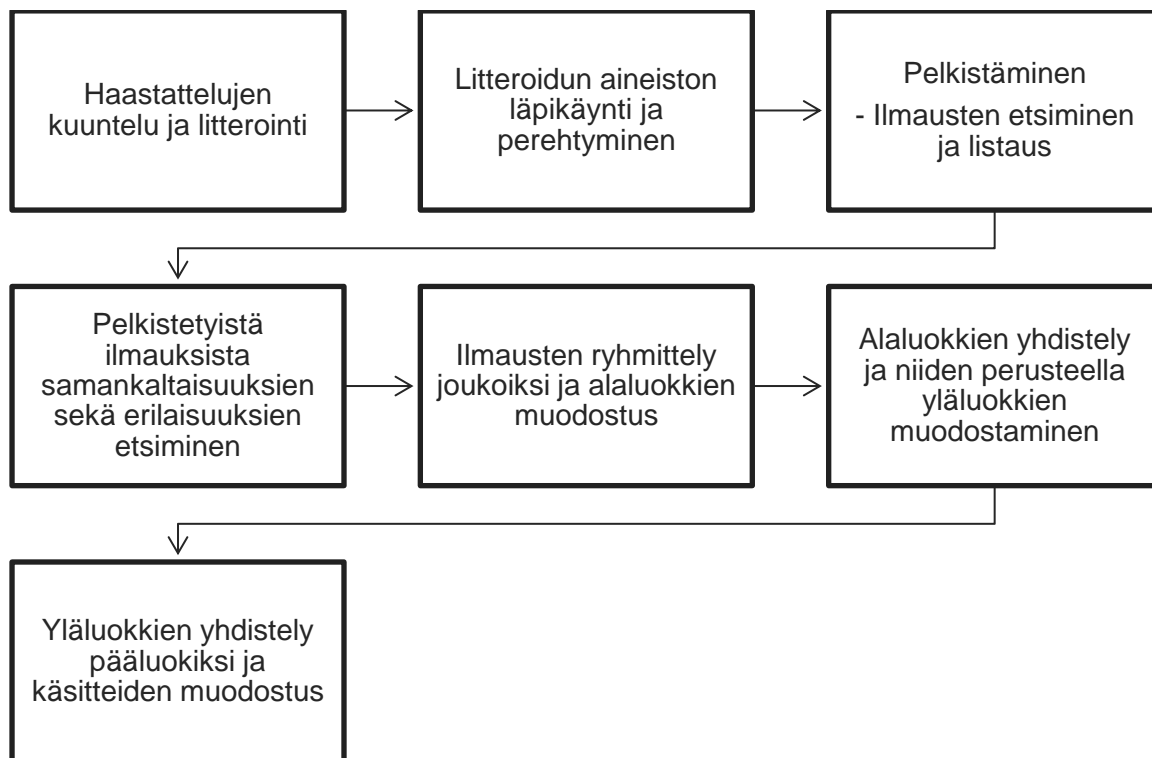 Haastattelujen
kuuntelu ja litterointi
Litteroidun aineiston
läpikäynti ja
perehtyminen
Pelkistäminen
- Ilmausten etsiminen
ja listaus
Pelkistetyistä
ilmauksista
samankaltaisuuksien
sekä erilaisuuksien
etsiminen
Ilmausten ryhmittely
joukoiksi ja alaluokkien
muodostus
Alaluokkien yhdistely
ja niiden perusteella
yläluokkien
muodostaminen
Yläluokkien yhdistely
pääluokiksi ja
käsitteiden muodostus